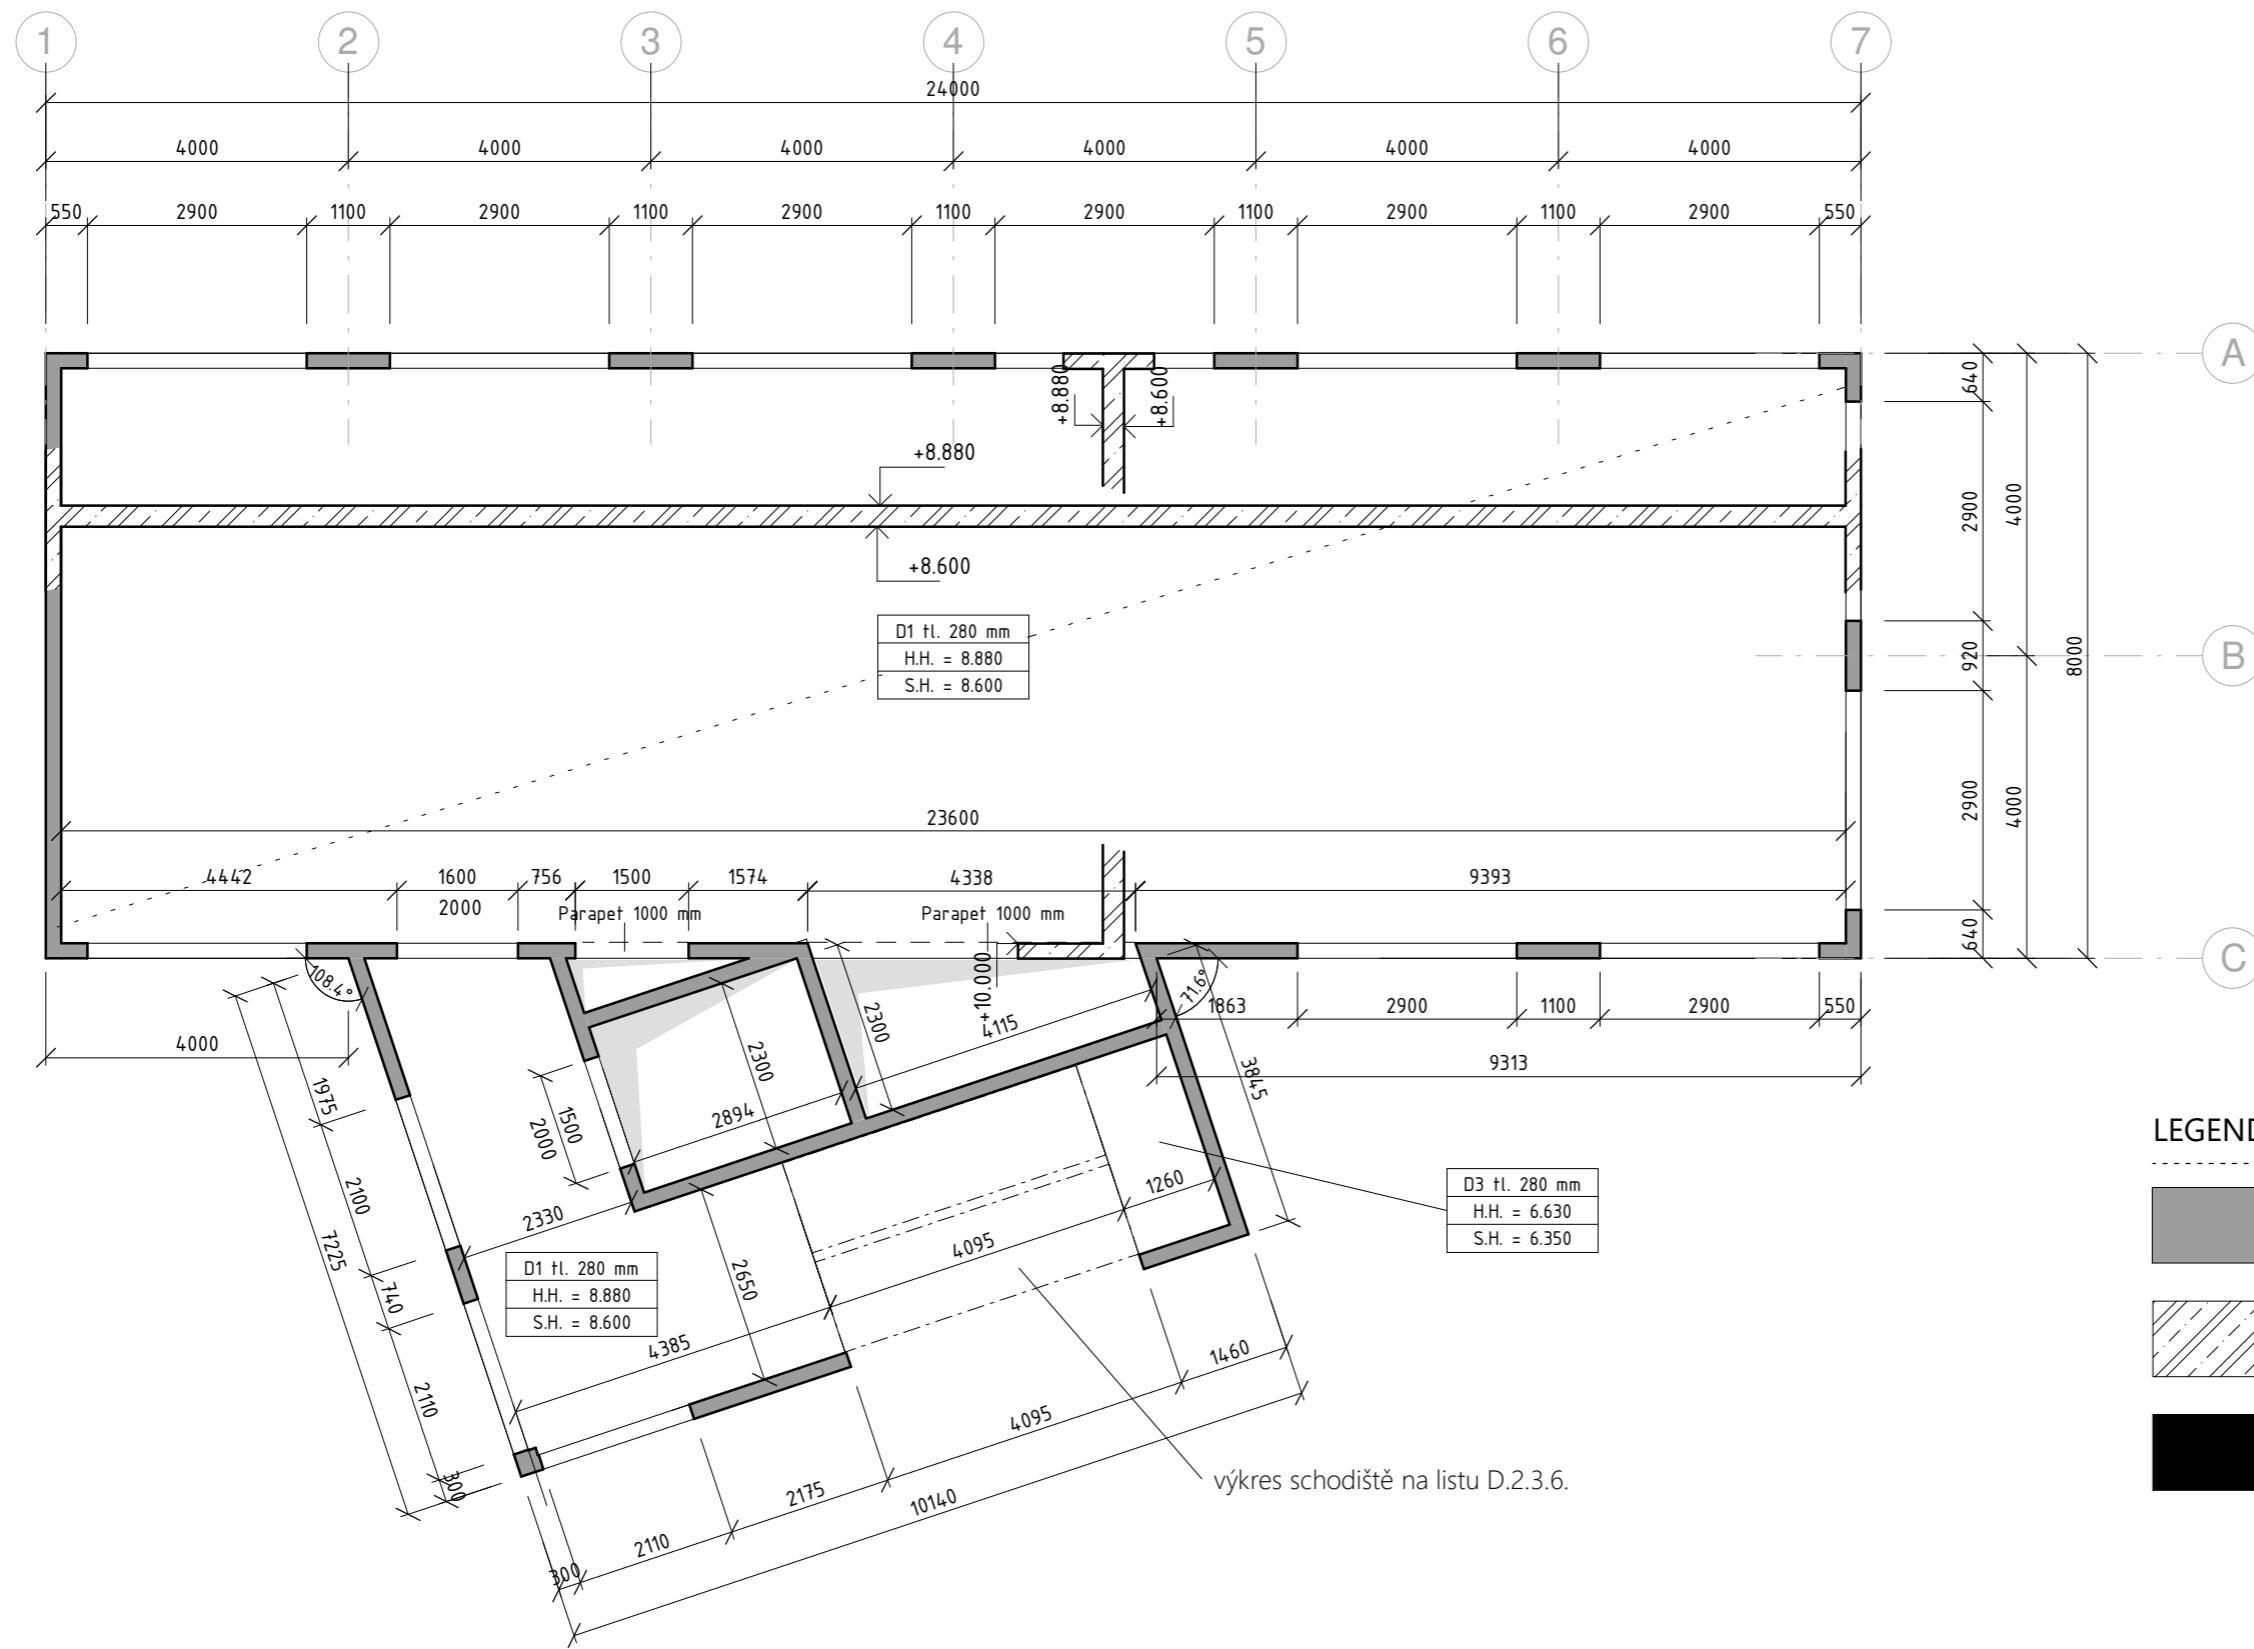 1 2 3 4 5 6 7
24000
4000 4000 4000 4000 4000 4000
550 2900 1100 2900 1100 2900 1100 2900 1100 2900 1100 2900 550
A
640
+8.880 +8.600
+8.880
2900 4000
+8.600
D1 tl. 280 mm
H.H. = 8.880
S.H. = 8.600
B
920 8000
23600
2900 4000
4442 1600 756 1500 1574 4338 9393
2000
Parapet 1000 mm Parapet 1000 mm
640
C
108.4° +10.000 71.6°
1863 2900 1100 2900 550
2300 4115
4000 2300 3845 9313
1975 2894
1500
2000
LEGEND
2100 2330 1260
D3 tl. 280 mm
H.H. = 6.630
S.H. = 6.350
7225 740 2650 4095
D1 tl. 280 mm
H.H. = 8.880
S.H. = 8.600
4385 1460
2110 4095
300 2175 10140
výkres schodiště na listu D.2.3.6.
2110
300